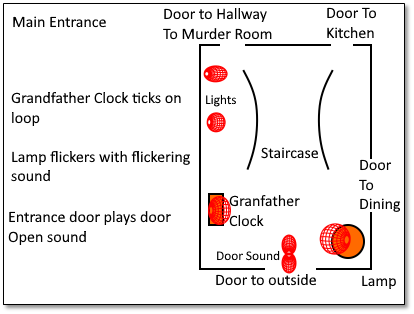 Main Entrance
Door to Hallway
To Murder Room
Door To
Kitchen
Grandfather Clock ticks on
loop
Lights
Lamp flickers with flickering
sound
Staircase
Door
To
Dining
Entrance door plays door
Open sound
Granfather
Clock
Door Sound
Door to outside
Lamp